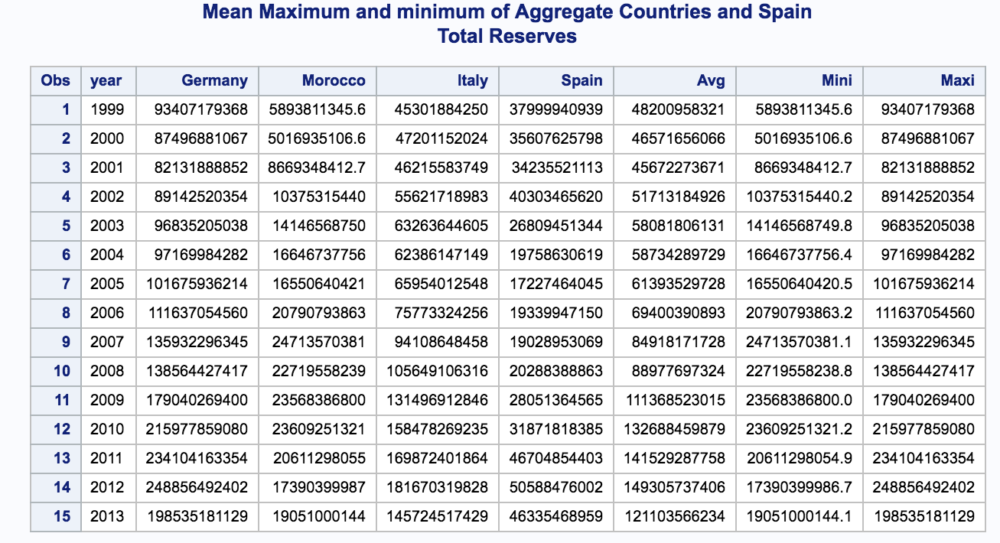 Mean Maximum and minimum of Aggregate Countries and Spain
Total Reserves
Obs year Germany Morocco Italy Spain Avg Mini Maxi
1 1999 93407179368 5893811345.6 45301884250 37999940939 48200958321 5893811345.6 93407179368
2 2000 87496881067 5016935106.6 47201152024 35607625798 46571656066 5016935106.6 87496881067
3 2001 82131888852 8669348412.7 46215583749 34235521113 45672273671 8669348412.7 82131888852
4 2002 89142520354 10375315440 55621718983 40303465620 51713184926 10375315440.2 89142520354
5 2003 96835205038 14146568750 63263644605 26809451344 58081806131 14146568749.8 96835205038
6 2004 97169984282 16646737756 62386147149 19758630619 58734289729 16646737756.4 97169984282
7 2005 101675936214 16550640421 65954012548 17227464045 61393529728 16550640420.5 101675936214
8 2006 111637054560 20790793863 75773324256 19339947150 69400390893 20790793863.2 111637054560
9 2007 135932296345 24713570381 94108648458 19028953069 84918171728 24713570381.1 135932296345
10 2008 138564427417 22719558239 105649106316 20288388863 88977697324 22719558238.8 138564427417
11 2009 179040269400 23568386800 131496912846 28051364565 111368523015 23568386800.0 179040269400
12 2010 215977859080 23609251321 158478269235 31871818385 132688459879 23609251321.2 215977859080
13 2011 234104163354 20611298055 169872401864 46704854403 141529287758 20611298054.9 234104163354
14 2012 248856492402 17390399987 181670319828 50588476002 149305737406 17390399986.7 248856492402
15 2013 198535181129 19051000144 145724517429 46335468959 121103566234 19051000144.1 198535181129